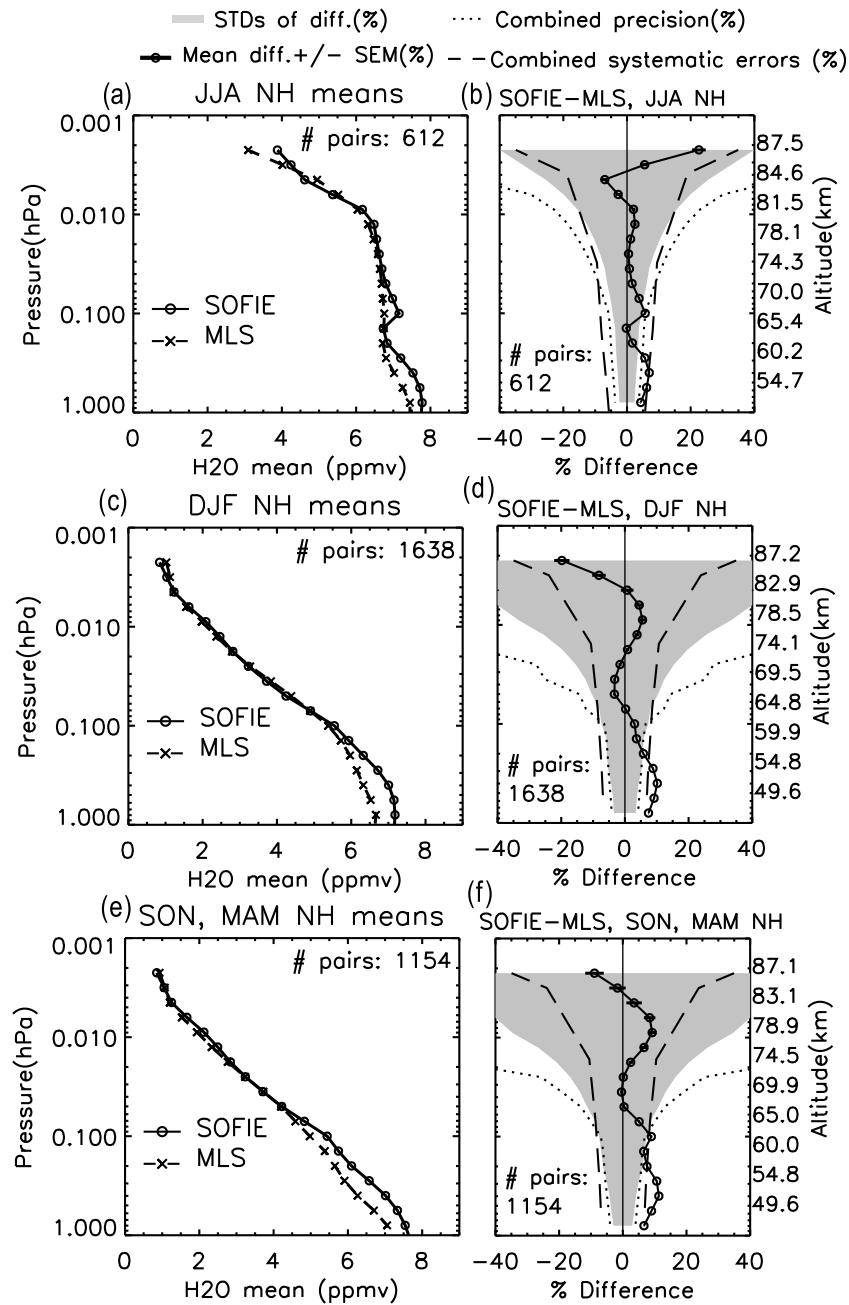 STDs of diff.(%) Combined precision(%)
Mean diff.+/- SEM(%) Combined systematic errors (%)
(a) JJA NH means
# pairs: 612
0.001
0.010
0.100
1.000
Pressure(hPa)
SOFIE
MLS
0 2 4 6 8
H2O mean (ppmv)
(b) SOFIE-MLS, JJA NH
# pairs:
612
87.5
84.6
81.5
78.1
74.3
70.0
65.4
60.2
54.7
Altitude(km)
-40 -20 0 20 40
% Difference
(c) DJF NH means
# pairs: 1638
0.001
0.010
0.100
1.000
Pressure(hPa)
SOFIE
MLS
0 2 4 6 8
H2O mean (ppmv)
(d) SOFIE-MLS, DJF NH
# pairs:
1638
87.2
82.9
78.5
74.1
69.5
64.8
59.9
54.8
49.6
Altitude(km)
-40 -20 0 20 40
% Difference
(e) SON, MAM NH means
# pairs: 1154
0.001
0.010
0.100
1.000
Pressure(hPa)
SOFIE
MLS
0 2 4 6 8
H2O mean (ppmv)
(f) SOFIE-MLS, SON, MAM NH
# pairs:
1154
87.1
83.1
78.9
74.5
69.9
65.0
60.0
54.8
49.6
Altitude(km)
-40 -20 0 20 40
% Difference